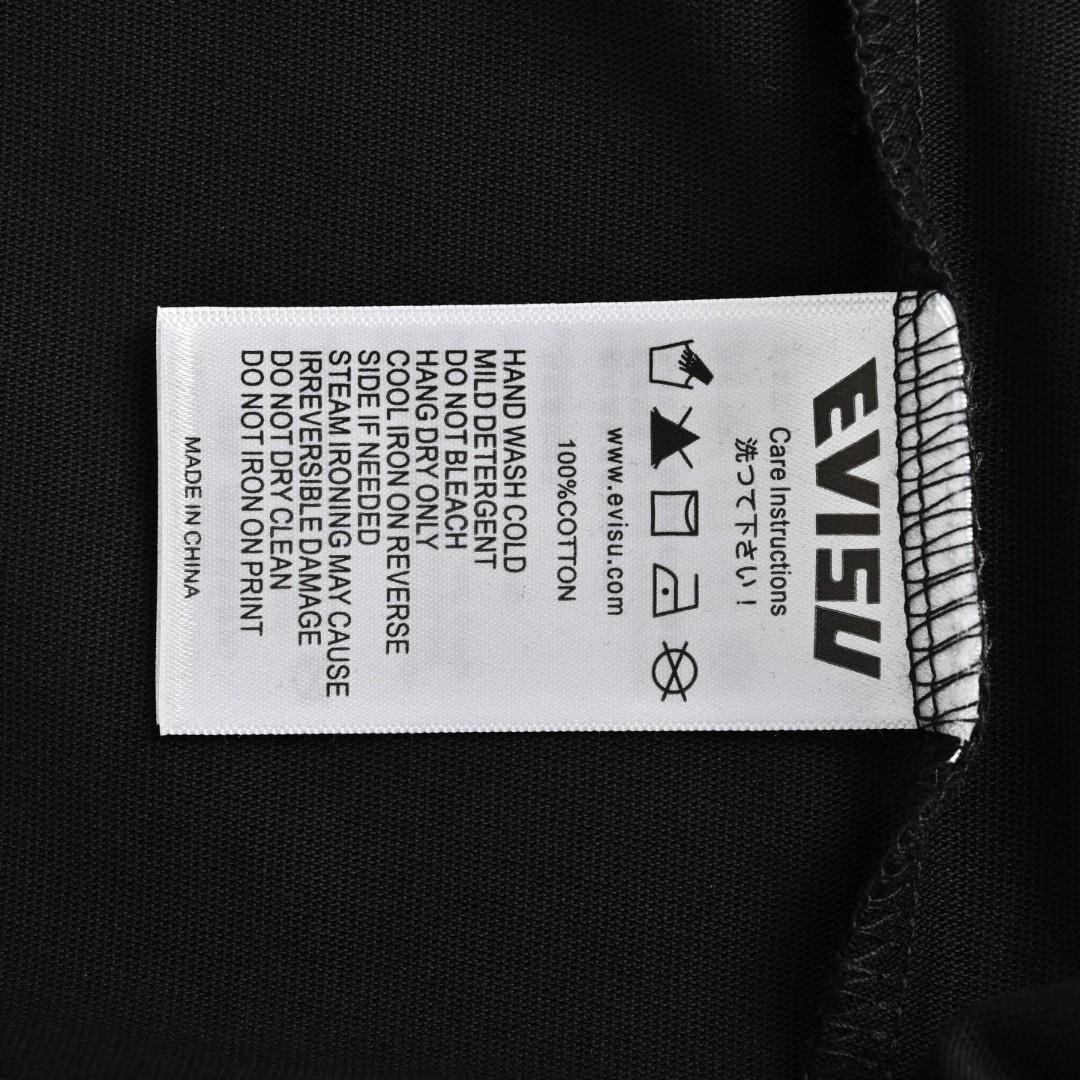 EVISU
Care Instructions
洗つて下さい！
www.evisu.com
100%COTTON
HAND WASH COLD
MILD DETERGENT
DO NOT BLEACH
HANG DRY ONLY
COOL IRON ON REVERSE
SIDE IF NEEDED
STEAM IRONING MAY CAUSE
IRREVERSIBLE DAMAGE
DO NOT DRY CLEAN
DO NOT IRON ON PRINT
MADE IN CHINA